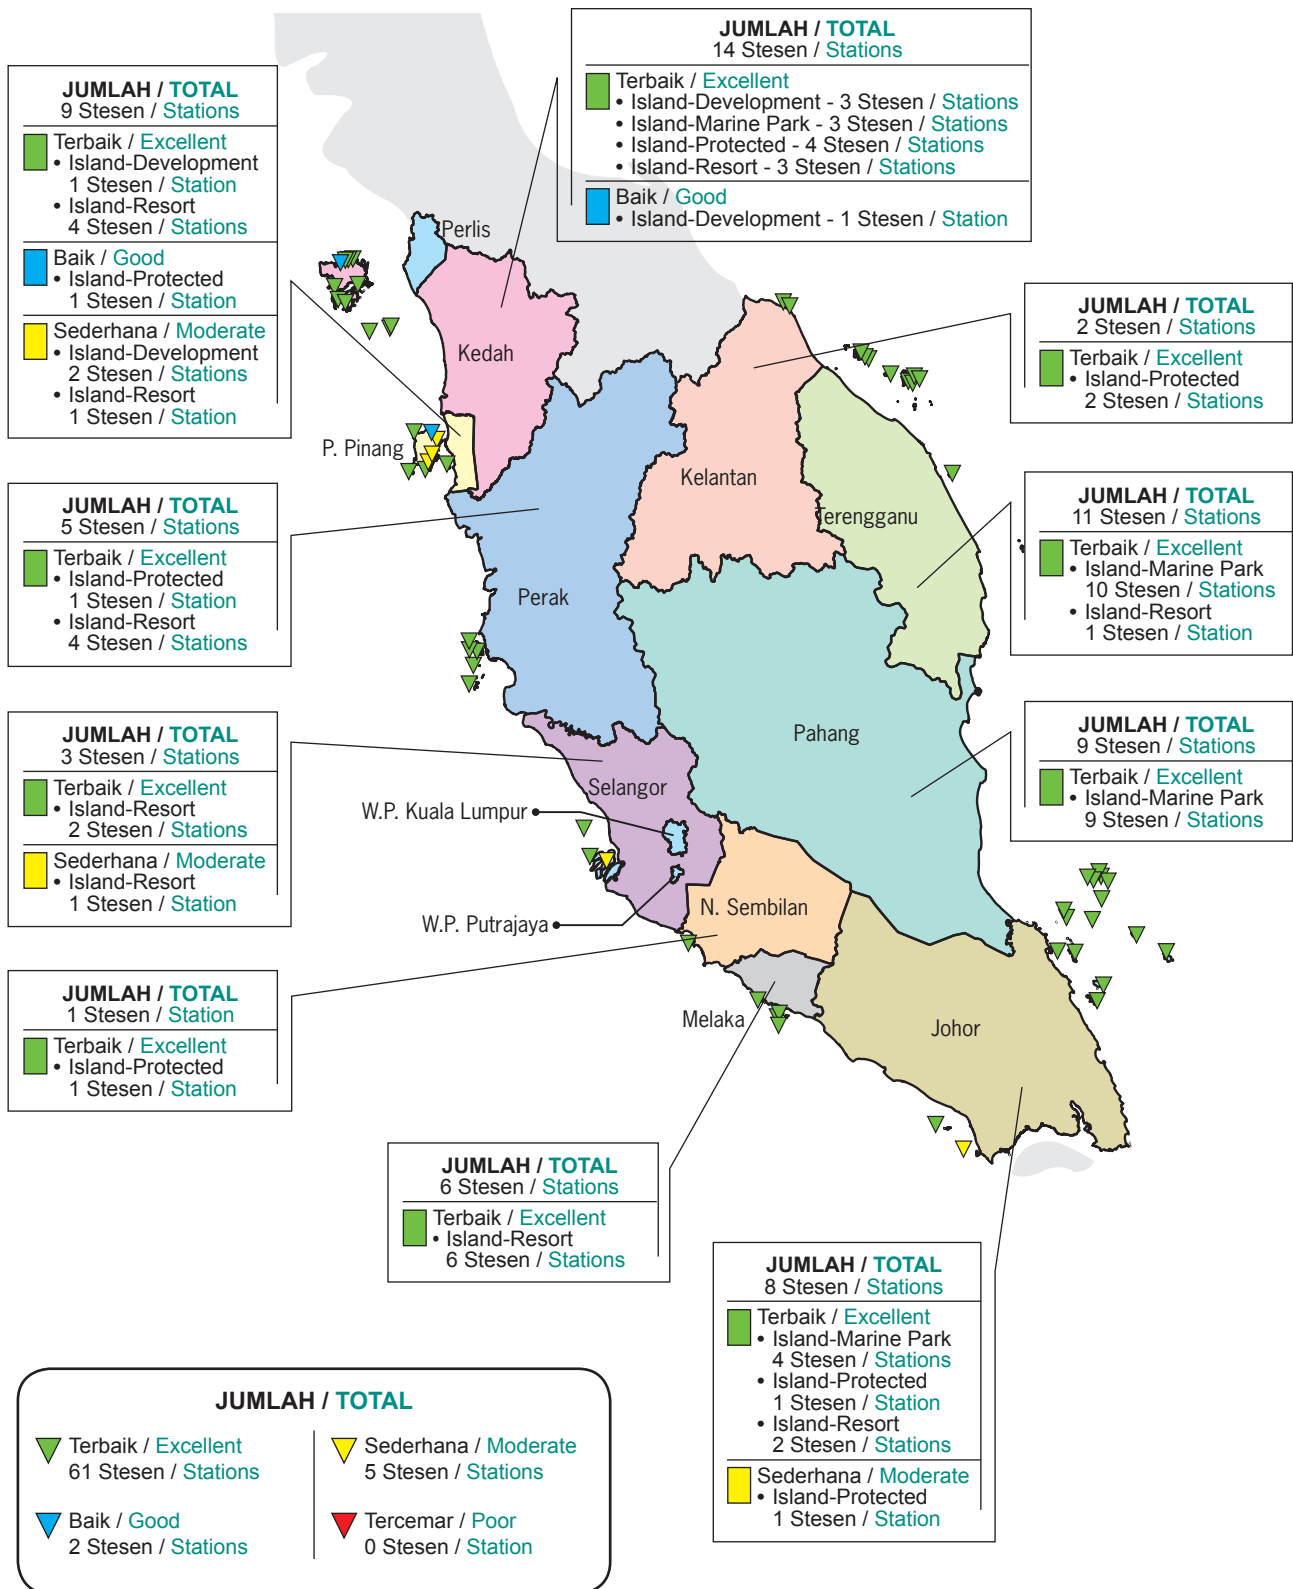 JUMLAH / TOTAL
14 Stesen / Stations
Terbaik / Excellent
• Island-Development - 3 Stesen / Stations
• Island-Marine Park - 3 Stesen / Stations
• Island-Protected - 4 Stesen / Stations
• Island-Resort - 3 Stesen / Stations
Baik / Good
• Island-Development - 1 Stesen / Station
JUMLAH / TOTAL
9 Stesen / Stations
Terbaik / Excellent
• Island-Development
1 Stesen / Station
• Island-Resort
4 Stesen / Stations
Baik / Good
• Island-Protected
1 Stesen / Station
Sederhana / Moderate
• Island-Development
2 Stesen / Stations
• Island-Resort
1 Stesen / Station
JUMLAH / TOTAL
2 Stesen / Stations
Terbaik / Excellent
• Island-Protected
2 Stesen / Stations
Perlis
Kedah
P. Pinang
Kelantan
Terengganu
Perak
Pahang
Selangor
W.P. Kuala Lumpur
W.P. Putrajaya
N. Sembilan
Melaka
Johor
JUMLAH / TOTAL
5 Stesen / Stations
Terbaik / Excellent
• Island-Protected
1 Stesen / Station
• Island-Resort
4 Stesen / Stations
JUMLAH / TOTAL
11 Stesen / Stations
Terbaik / Excellent
• Island-Marine Park
10 Stesen / Stations
• Island-Resort
1 Stesen / Station
JUMLAH / TOTAL
3 Stesen / Stations
Terbaik / Excellent
• Island-Resort
2 Stesen / Stations
Sederhana / Moderate
• Island-Resort
1 Stesen / Station
JUMLAH / TOTAL
9 Stesen / Stations
Terbaik / Excellent
• Island-Marine Park
9 Stesen / Stations
JUMLAH / TOTAL
1 Stesen / Station
Terbaik / Excellent
• Island-Protected
1 Stesen / Station
JUMLAH / TOTAL
6 Stesen / Stations
Terbaik / Excellent
• Island-Resort
6 Stesen / Stations
JUMLAH / TOTAL
8 Stesen / Stations
Terbaik / Excellent
• Island-Marine Park
4 Stesen / Stations
• Island-Protected
1 Stesen / Station
• Island-Resort
2 Stesen / Stations
Sederhana / Moderate
• Island-Protected
1 Stesen / Station
JUMLAH / TOTAL
Terbaik / Excellent
61 Stesen / Stations
Sederhana / Moderate
5 Stesen / Stations
Baik / Good
2 Stesen / Stations
Tercemar / Poor
0 Stesen / Station